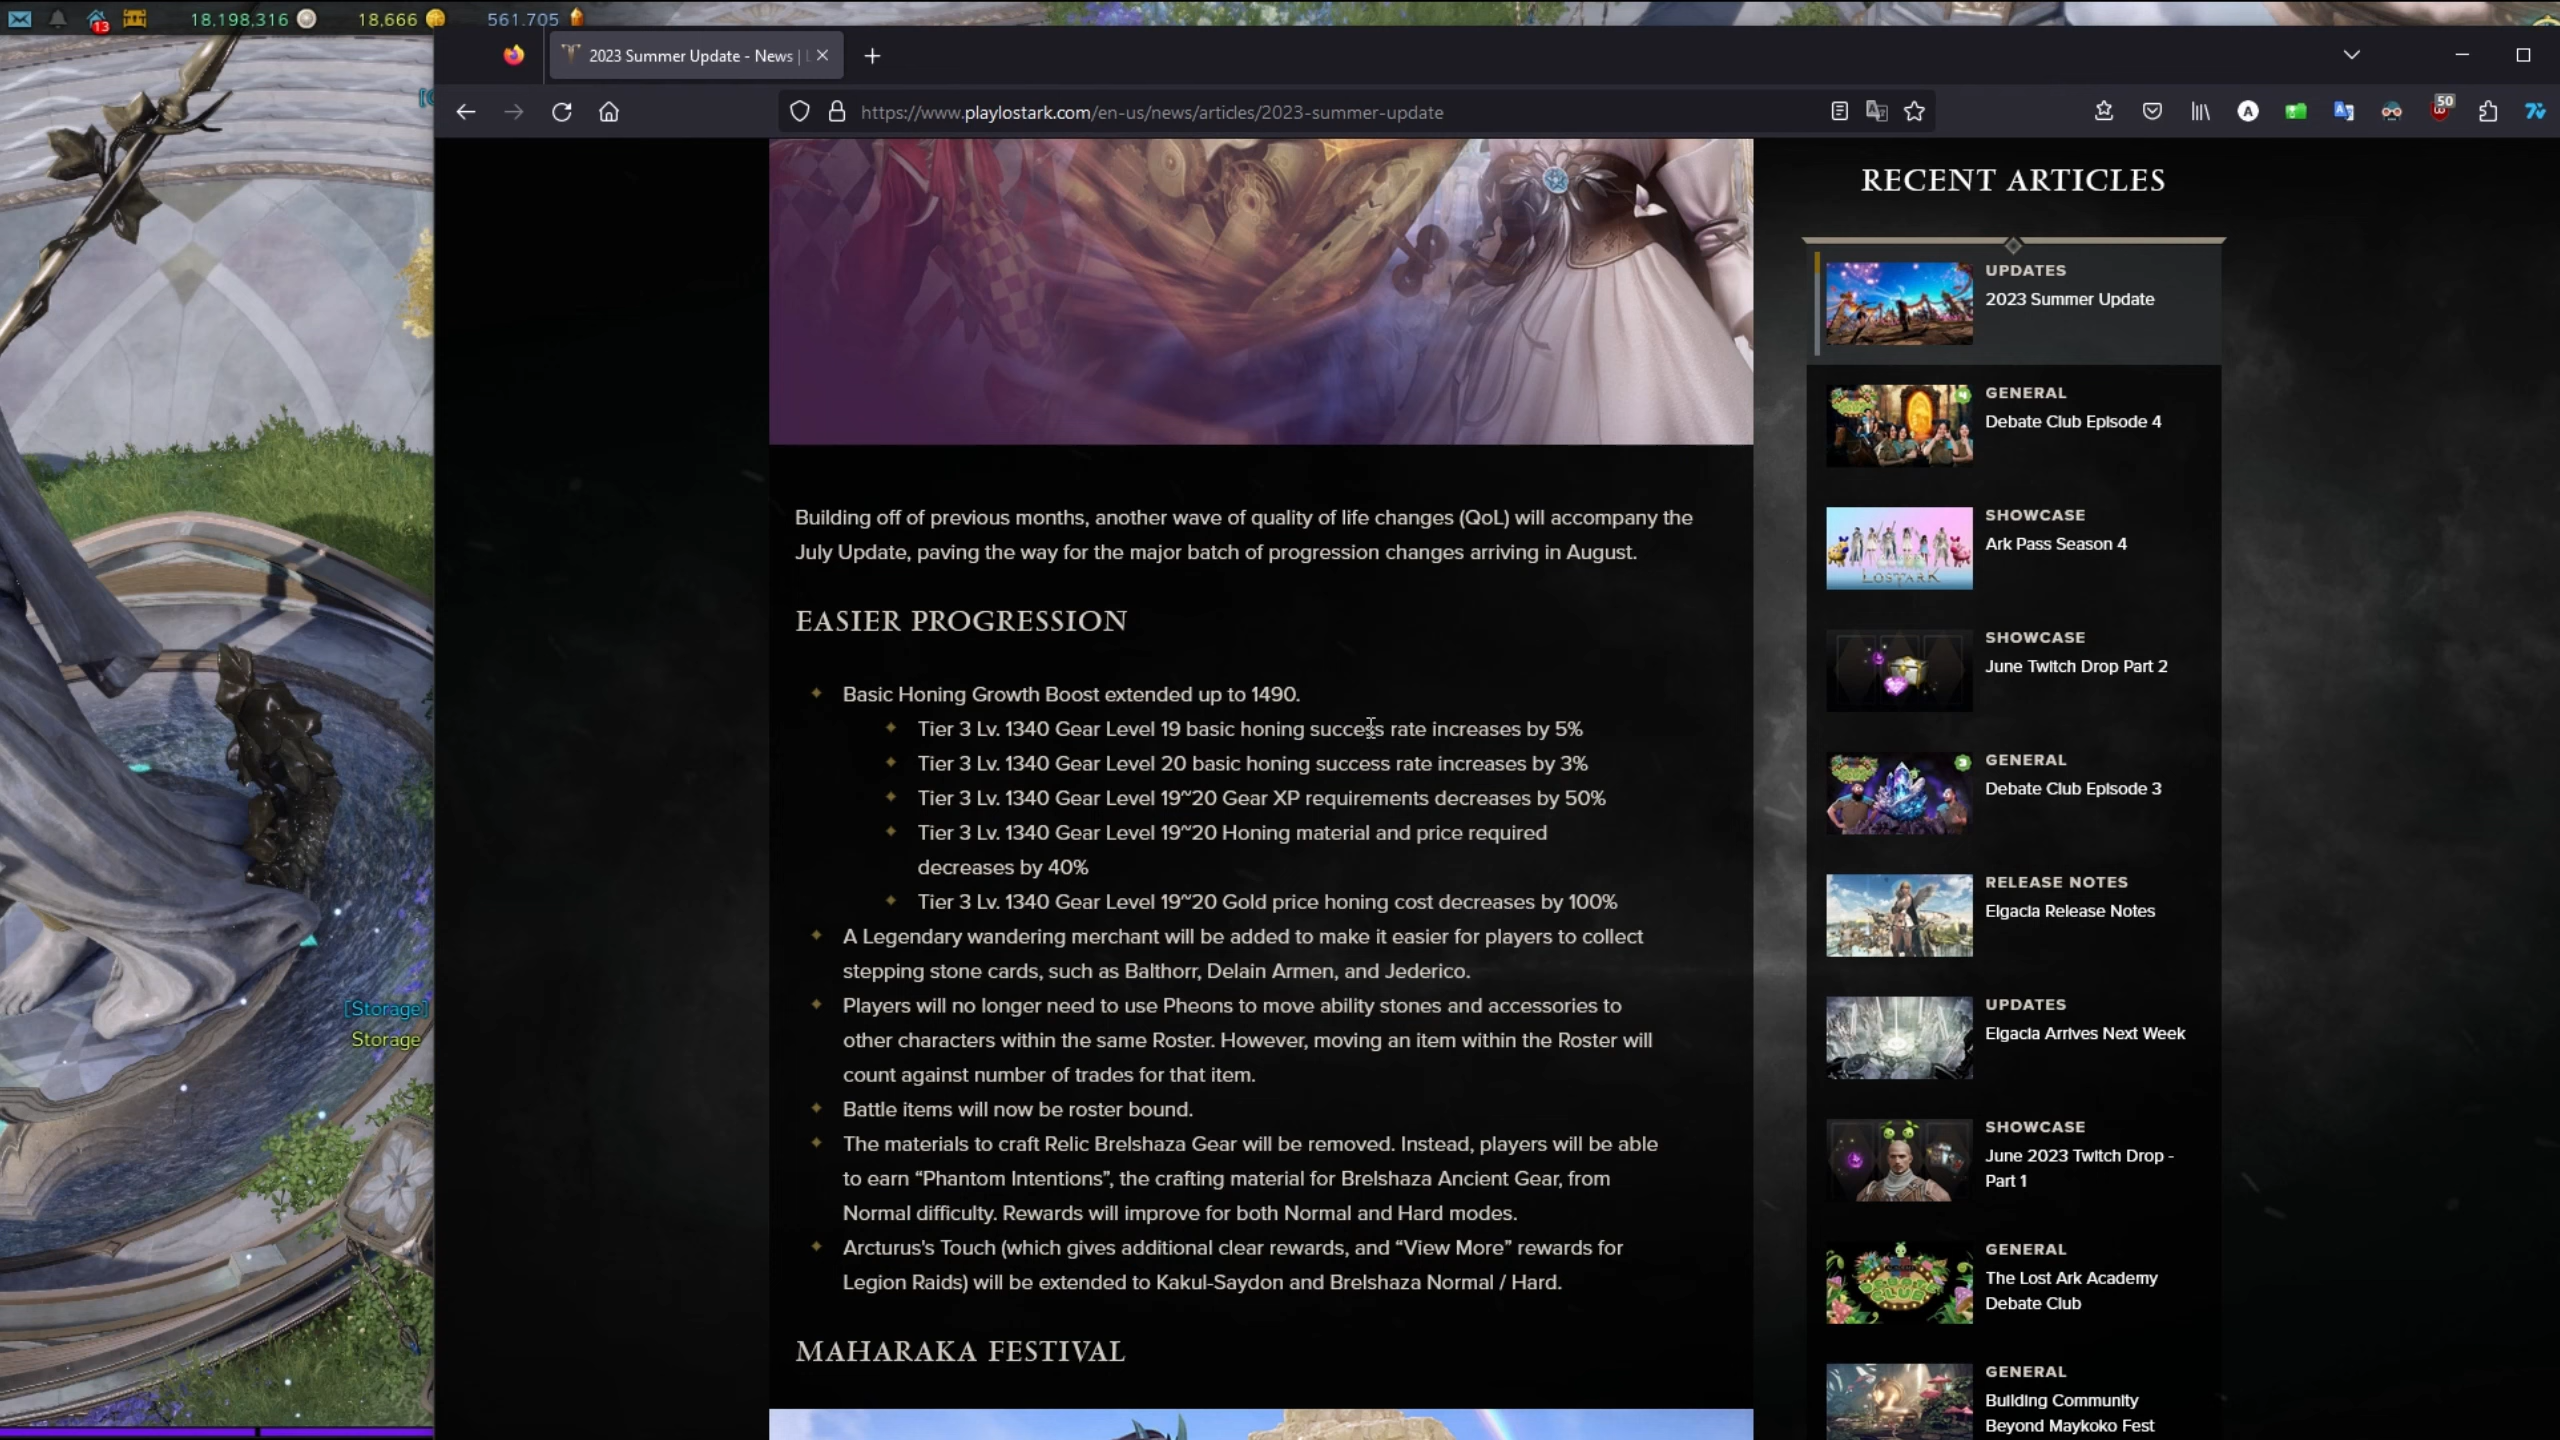 13
18,198,316
18,666
561.705
2023 Summer Update - News |
https://www.playlostark.com/en-us/news/articles/2023-summer-update
A
50
RECENT ARTICLES
UPDATES
2023 Summer Update
GENERAL
Debate Club Episode 4
SHOWCASE
Ark Pass Season 4
LOST ARK
SHOWCASE
June Twitch Drop Part 2
GENERAL
Debate Club Episode 3
RELEASE NOTES
Elgacia Release Notes
UPDATES
Elgacia Arrives Next Week
SHOWCASE
June 2023 Twitch Drop -
Part 1
GENERAL
The Lost Ark Academy
Debate Club
GENERAL
Building Community
Beyond Maykoko Fest
Building off of previous months, another wave of quality of life changes (QoL) will accompany the
July Update, paving the way for the major batch of progression changes arriving in August.
EASIER PROGRESSION
Basic Honing Growth Boost extended up to 1490.
Tier 3 Lv. 1340 Gear Level 19 basic honing success rate increases by 5%
Tier 3 Lv. 1340 Gear Level 20 basic honing success rate increases by 3%
Tier 3 Lv. 1340 Gear Level 19~20 Gear XP requirements decreases by 50%
Tier 3 Lv. 1340 Gear Level 19~20 Honing material and price required
decreases by 40%
Tier 3 Lv. 1340 Gear Level 19~20 Gold price honing cost decreases by 100%
A Legendary wandering merchant will be added to make it easier for players to collect
stepping stone cards, such as Balthorr, Delain Armen, and Jederico.
Players will no longer need to use Pheons to move ability stones and accessories to
other characters within the same Roster. However, moving an item within the Roster will
count against number of trades for that item.
Battle items will now be roster bound.
The materials to craft Relic Brelshaza Gear will be removed. Instead, players will be able
to earn “Phantom Intentions”, the crafting material for Brelshaza Ancient Gear, from
Normal difficulty. Rewards will improve for both Normal and Hard modes.
Arcturus's Touch (which gives additional clear rewards, and “View More” rewards for
Legion Raids) will be extended to Kakul-Saydon and Brelshaza Normal / Hard.
MAHARAKA FESTIVAL
[Storage]
Storage